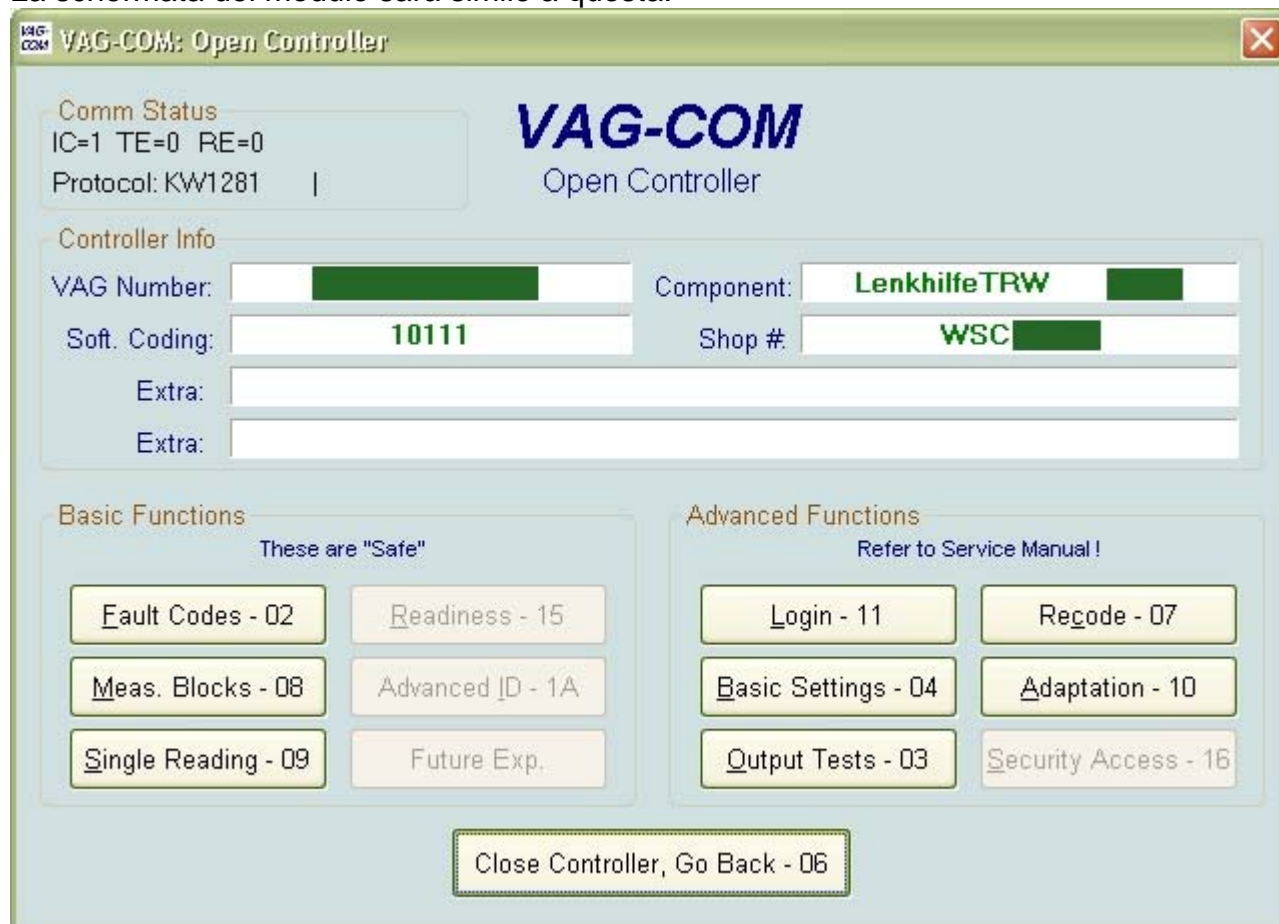 VAG-COM: Open Controller
Comm Status
IC=1 TE=0 RE=0
Protocol: KW1281 |
VAG-COM
Open Controller
Controller Info
VAG Number:
Component: LenkhilfeTRW
Soft. Coding: 10111
Shop #: WSC
Extra:
Extra:
Basic Functions
These are "Safe"
Fault Codes - 02
Readiness - 15
Meas. Blocks - 08
Advanced ID - 1A
Single Reading - 09
Future Exp.
Advanced Functions
Refer to Service Manual !
Login - 11
Recode - 07
Basic Settings - 04
Adaptation - 10
Output Tests - 03
Security Access - 16
Close Controller, Go Back - 06